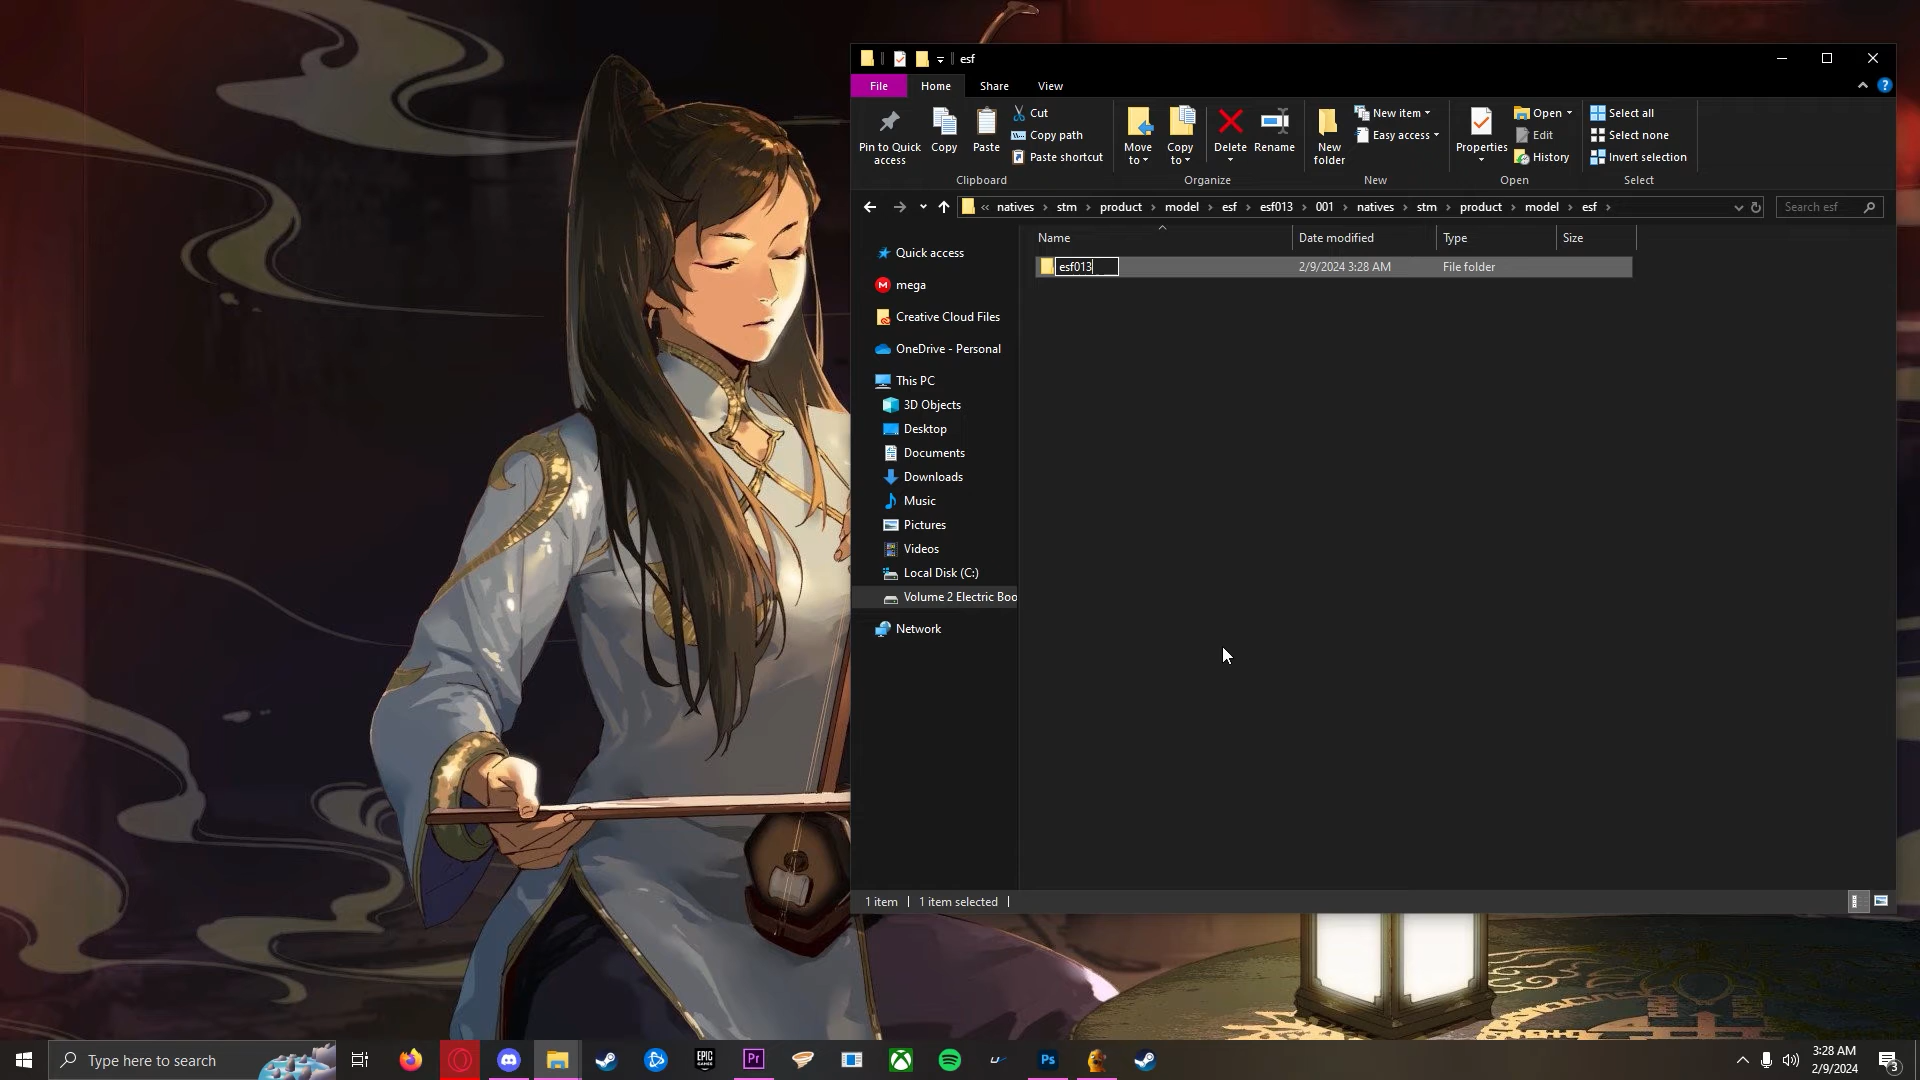 esf
File Home Share View
Pin to Quick access
Copy
Paste
Cut
Copy path
Paste shortcut
Clipboard
Move to
Copy to
Delete
Rename
Organize
New folder
New item
Easy access
New
Properties
Open
Edit
History
Open
Select all
Select none
Invert selection
Select
« natives › stm › product › model › esf › esf013 › 001 › natives › stm › product › model › esf ›
Search esf
Name Date modified Type Size
esf013 2/9/2024 3:28 AM File folder
Quick access
mega
Creative Cloud Files
OneDrive - Personal
This PC
3D Objects
Desktop
Documents
Downloads
Music
Pictures
Videos
Local Disk (C:)
Volume 2 Electric Boo
Network
1 item 1 item selected
Type here to search
EPIC GAMES
Pr
Ps
3:28 AM
2/9/2024
3